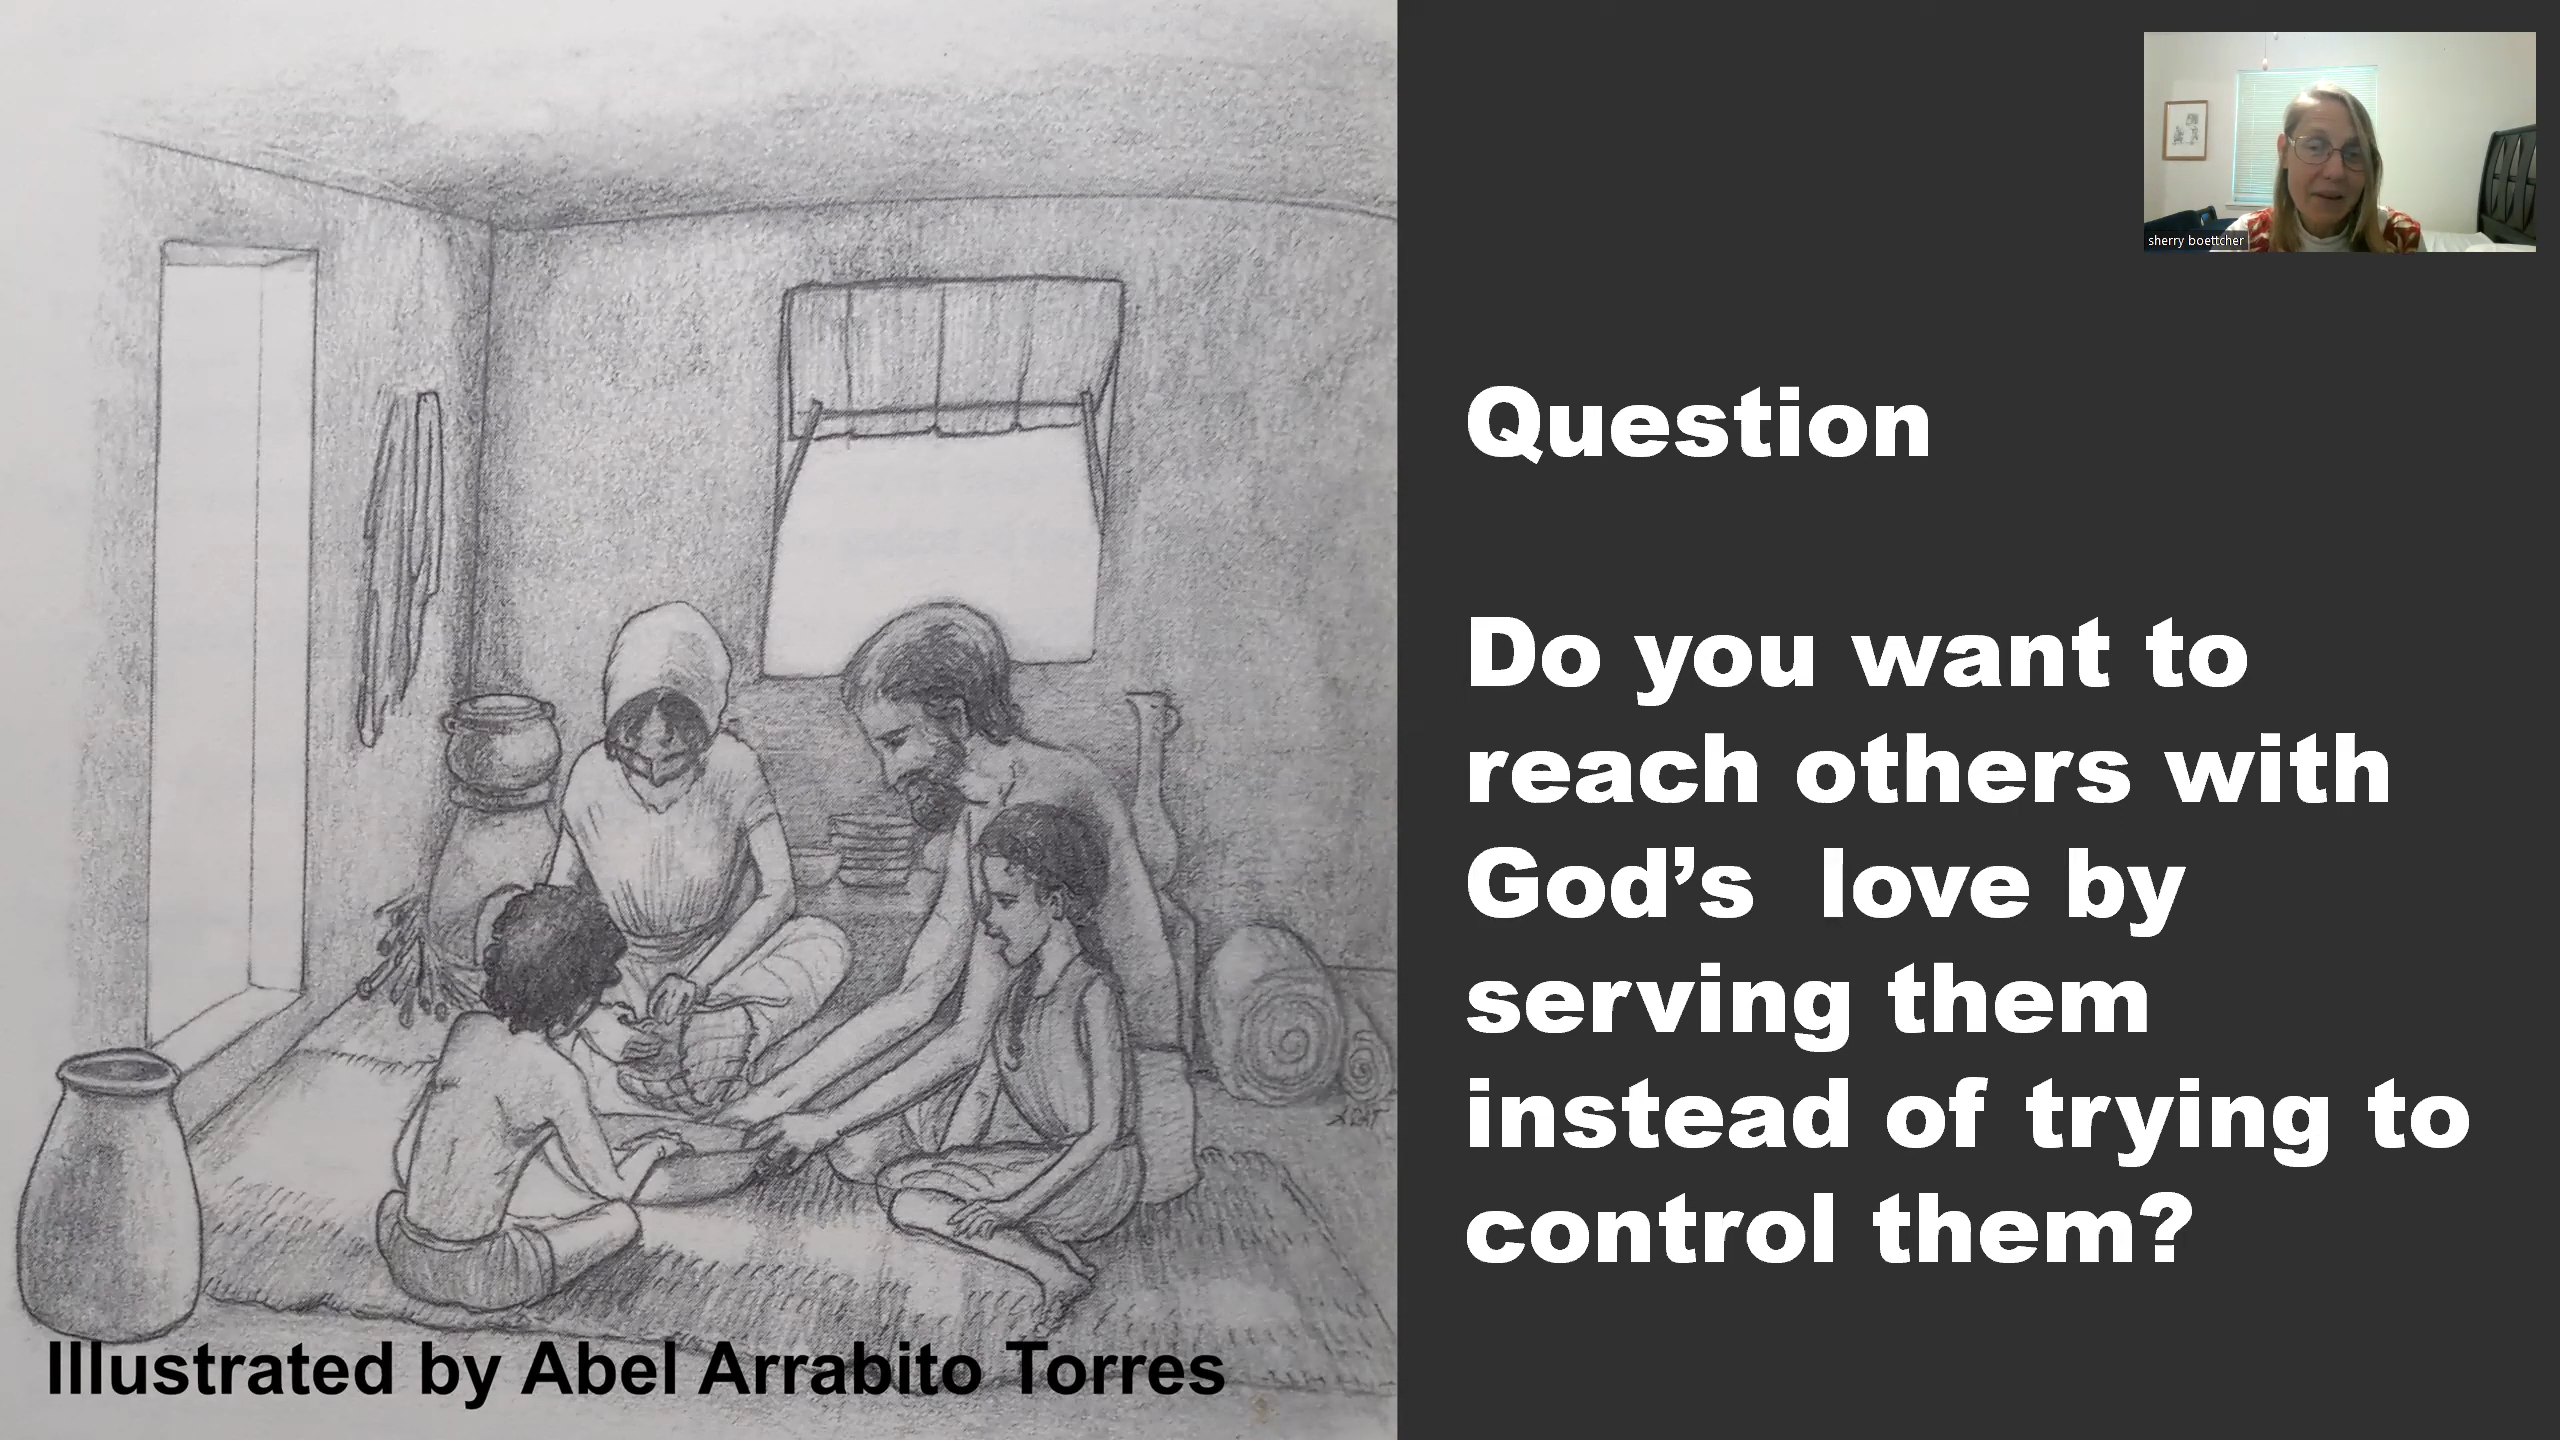 sherry boettcher
Question
Do you want to
reach others with
God’s  love by
serving them
instead of trying to
control them?
Illustrated by Abel Arrabito Torres